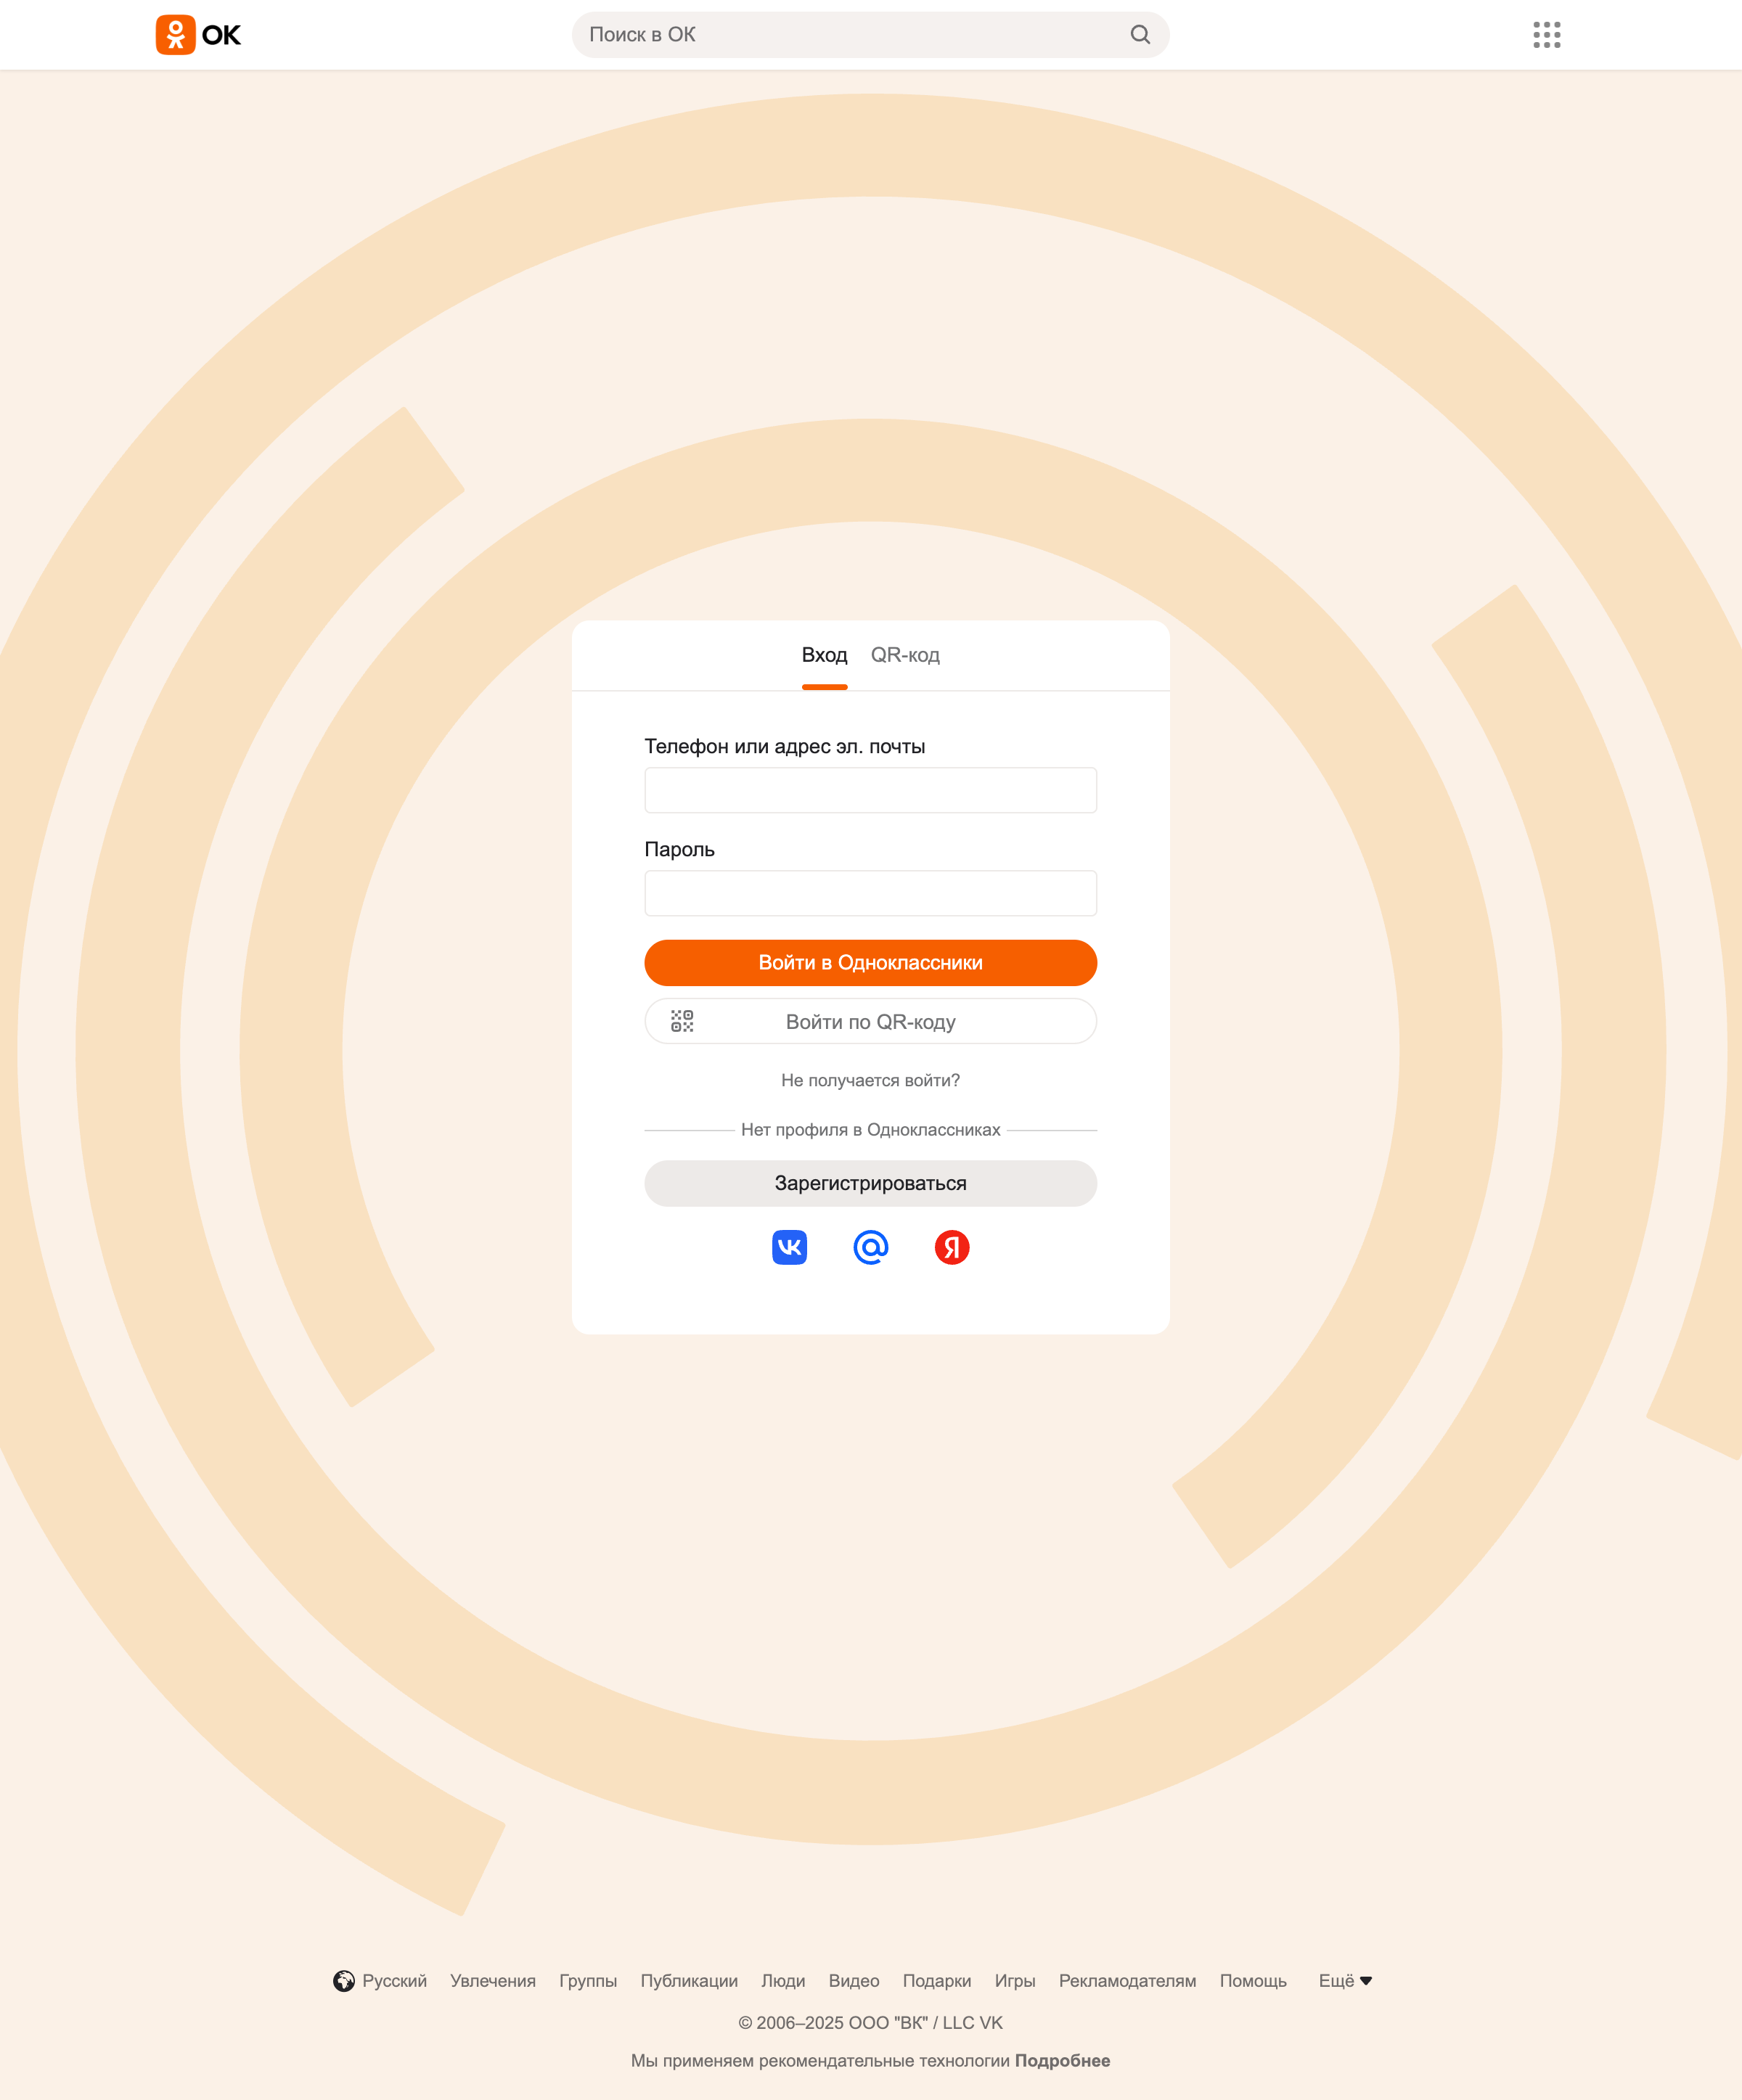 ОК
Поиск в ОК
Вход QR-код
Телефон или адрес эл. почты
Пароль
Войти в Одноклассники
Войти по QR-коду
Не получается войти?
Нет профиля в Одноклассниках
Зарегистрироваться
VK @ Я
Русский Увлечения Группы Публикации Люди Видео Подарки Игры Рекламодателям Помощь Ещё
© 2006–2025 ООО "ВК" / LLC VK
Мы применяем рекомендательные технологии Подробнее